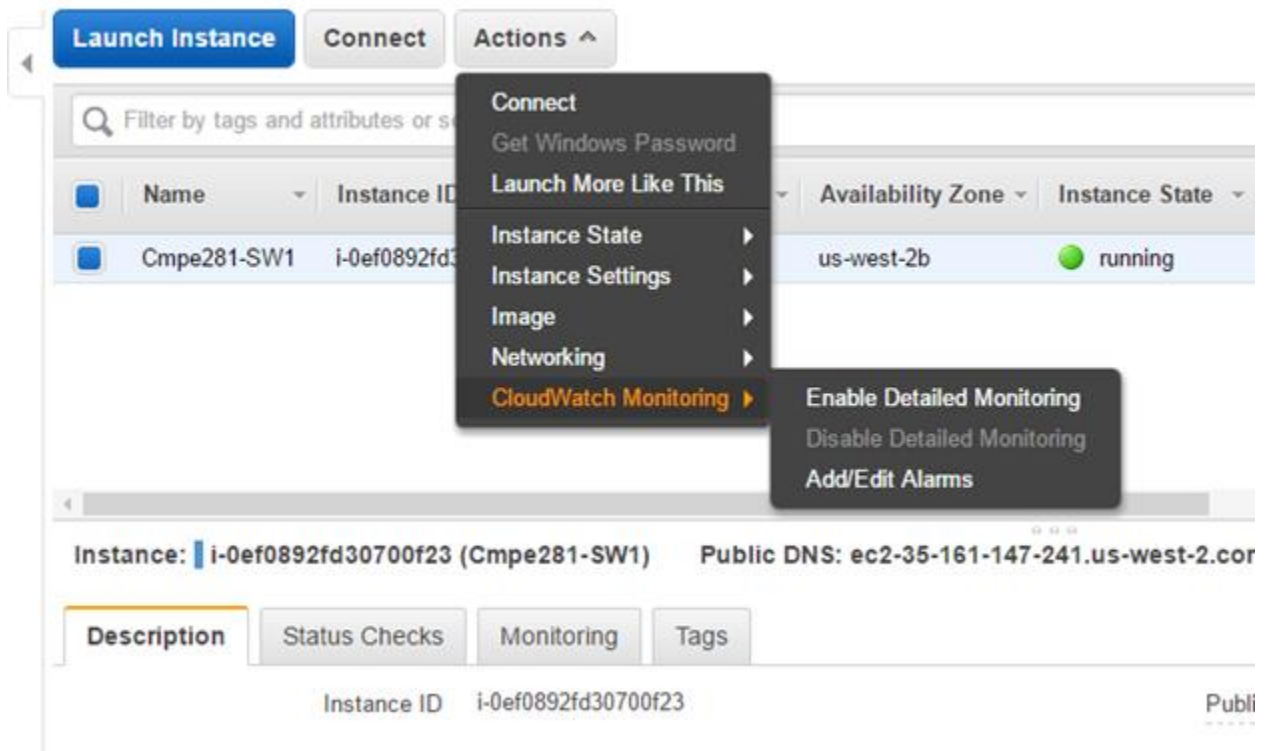 Launch Instance Connect Actions
Filter by tags and attributes or
Connect
Get Windows Password
Launch More Like This
Name Instance Availability Zone Instance State
Instance State
Cmpe281-SW1 i-0ef0892fd3 us-west-2b running
Instance Settings
Image
Networking
CloudWatch Monitoring Enable Detailed Monitoring
Disable Detailed Monitoring
Add/Edit Alarms
Instance: i-0ef0892fd30700f23 (Cmpe281-SW1) Public DNS: ec2-35-161-147-241.us-west-2.cor
Description Status Checks Monitoring Tags
Instance ID i-0ef0892fd30700f23 Publi